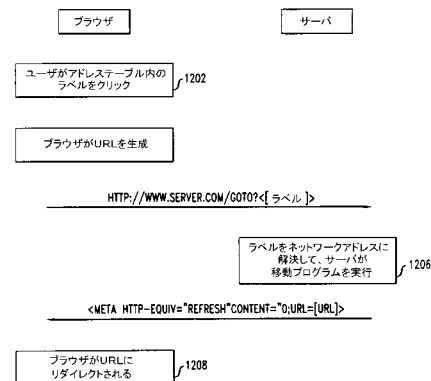 ブラウザ
サーバ
ユーザがアドレステーブル内の
ラベルをクリック
1202
ブラウザがURLを生成
HTTP://WWW.SERVER.COM/GOTO?<[ ラベル ]>
ラベルをネットワークアドレスに
解決して、サーバが
移動プログラムを実行
1206
<META HTTP-EQUIV="REFRESH"CONTENT="0;URL=[URL]>
ブラウザがURLに
リダイレクトされる
1208